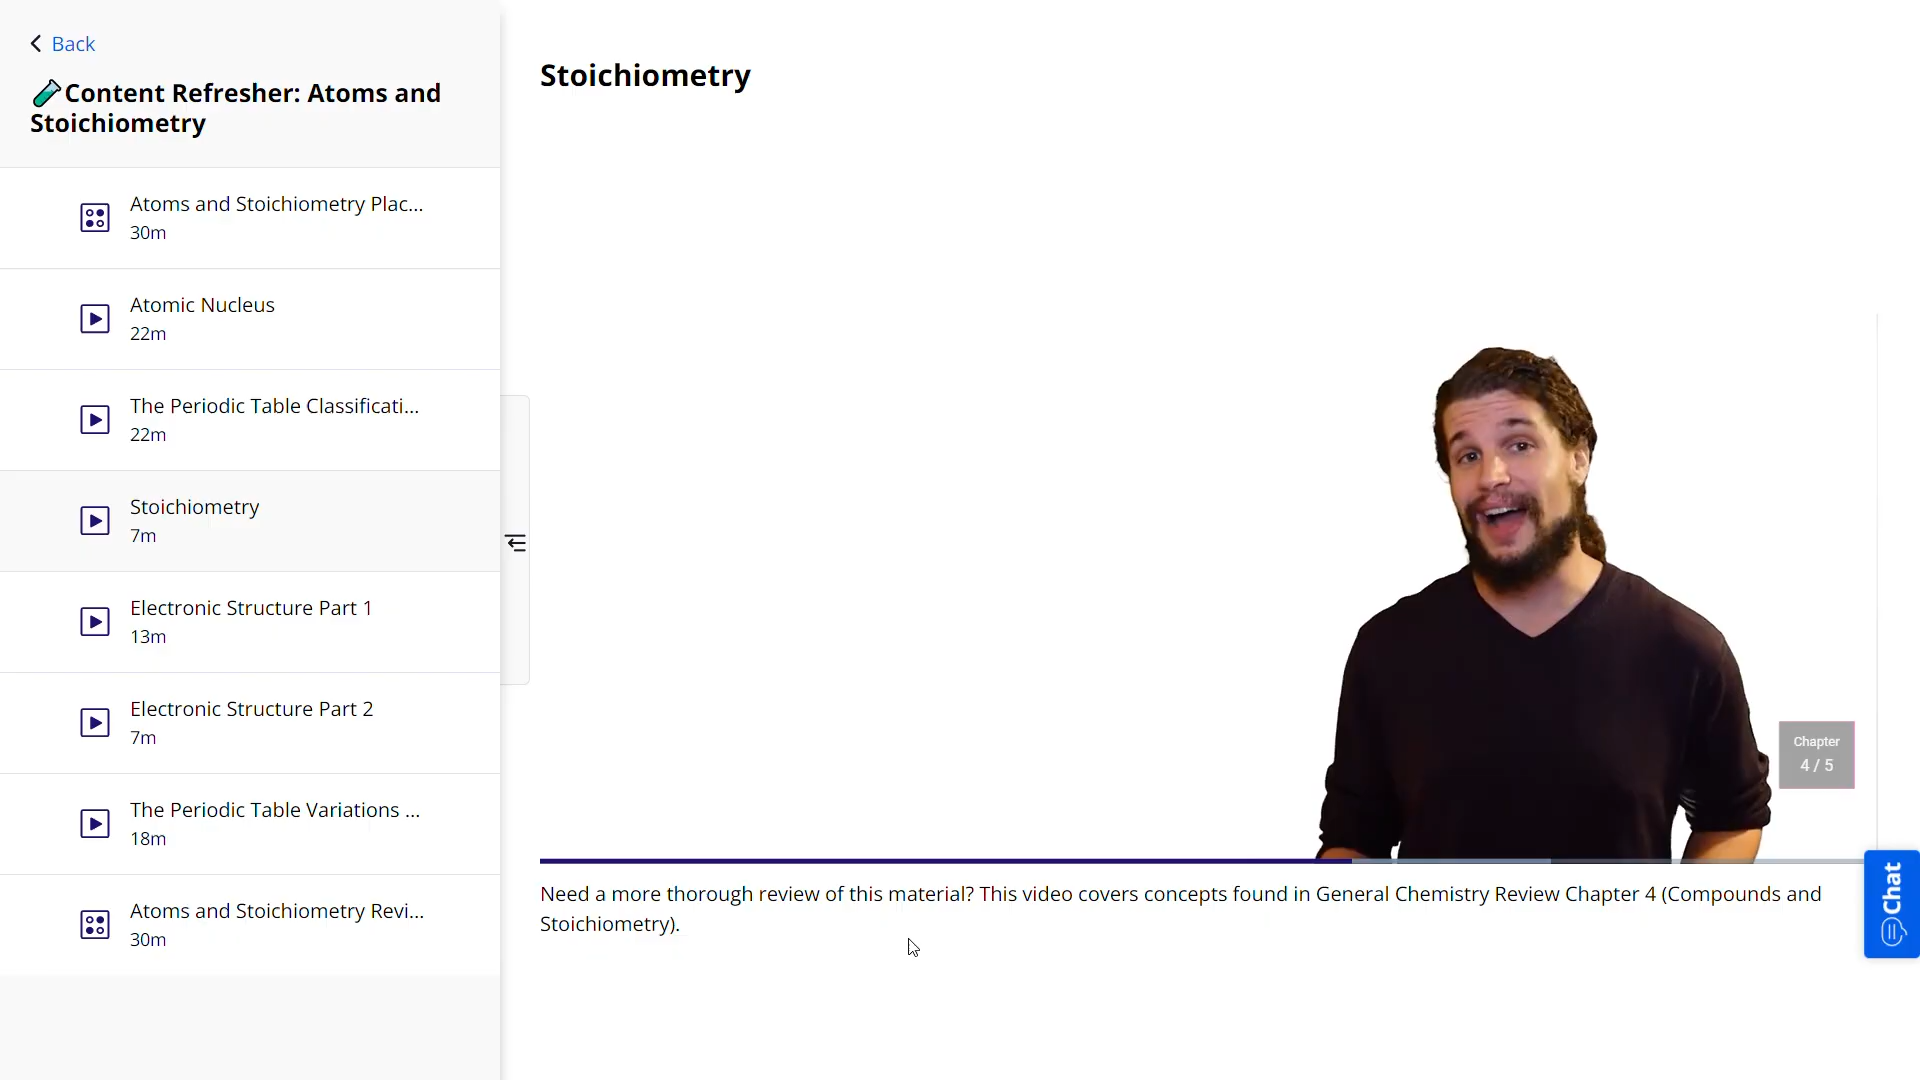 Back
Content Refresher: Atoms and
Stoichiometry
Atoms and Stoichiometry Plac...
30m
Atomic Nucleus
22m
The Periodic Table Classificati...
22m
Stoichiometry
7m
Electronic Structure Part 1
13m
Electronic Structure Part 2
7m
The Periodic Table Variations ...
18m
Atoms and Stoichiometry Revi...
30m
Stoichiometry
Chapter
4 / 5
Need a more thorough review of this material? This video covers concepts found in General Chemistry Review Chapter 4 (Compounds and
Stoichiometry).
Chat